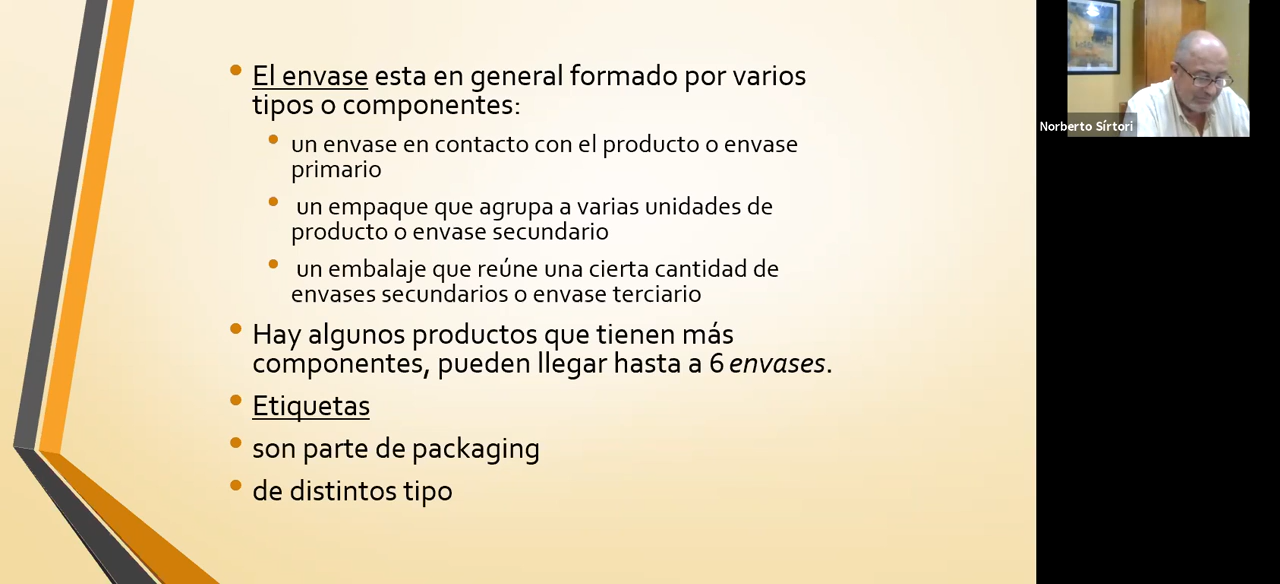 El envase esta en general formado por varios
tipos o componentes:
un envase en contacto con el producto o envase
primario
un empaque que agrupa a varias unidades de
producto o envase secundario
un embalaje que reúne una cierta cantidad de
envases secundarios o envase terciario
Hay algunos productos que tienen más
componentes, pueden llegar hasta a 6 envases.
Etiquetas
son parte de packaging
de distintos tipo
Norberto Sírtori